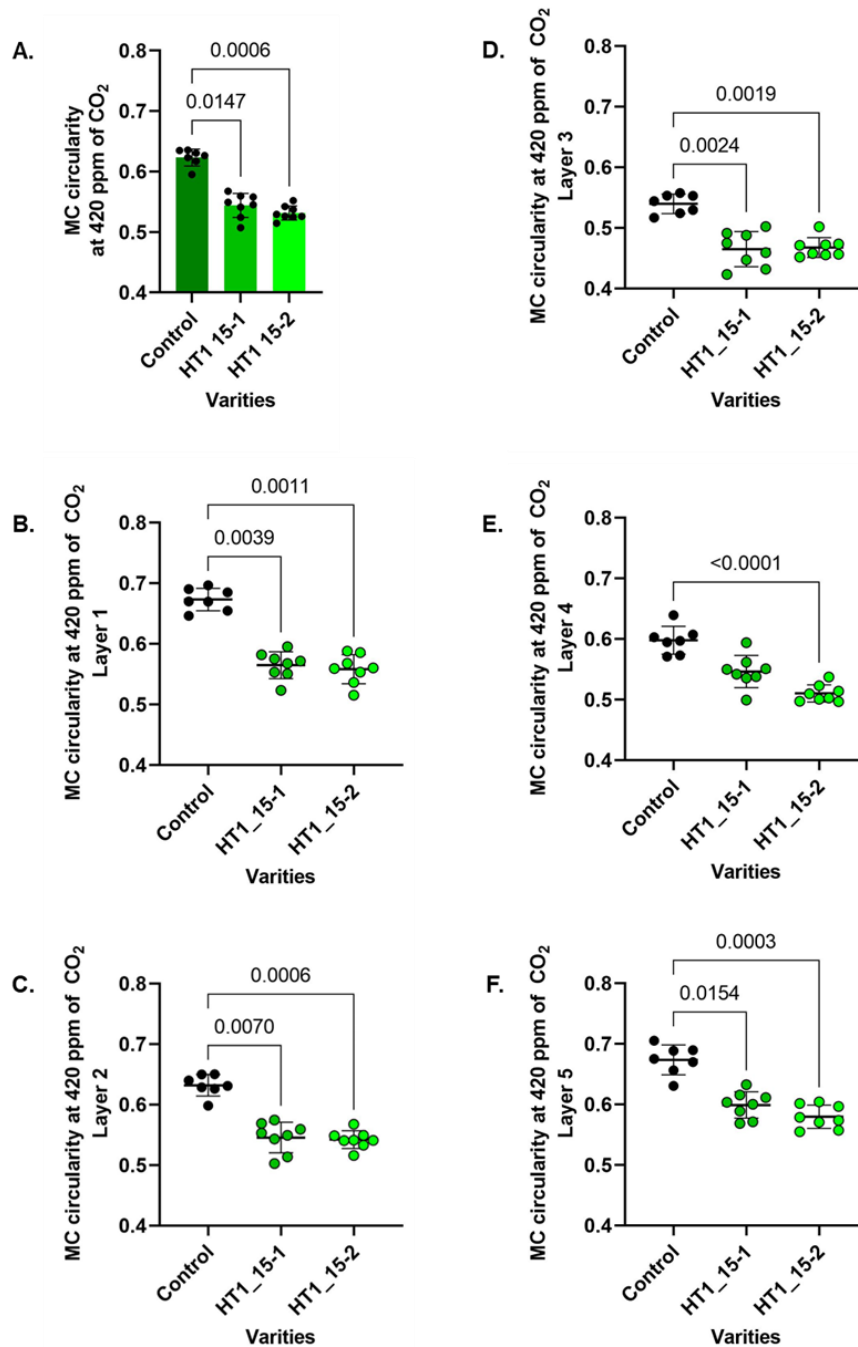 A.
MC circularity
at 420 ppm of CO₂
0.8
0.7
0.6
0.5
0.4
0.0006
0.0147
Control
HT1 15-1
HT1 15-2
Varities
D.
MC circularity at 420 ppm of CO₂
Layer 3
0.8
0.7
0.6
0.5
0.4
0.0019
0.0024
Control
HT1_15-1
HT1_15-2
Varities
B.
MC circularity at 420 ppm of CO₂
Layer 1
0.8
0.7
0.6
0.5
0.4
0.0011
0.0039
Control
HT1_15-1
HT1_15-2
Varities
E.
MC circularity at 420 ppm of CO₂
Layer 4
0.8
0.7
0.6
0.5
0.4
<0.0001
Control
HT1_15-1
HT1_15-2
Varities
C.
MC circularity at 420 ppm of CO₂
Layer 2
0.8
0.7
0.6
0.5
0.4
0.0006
0.0070
Control
HT1_15-1
HT1_15-2
Varities
F.
MC circularity at 420 ppm of CO₂
Layer 5
0.8
0.7
0.6
0.5
0.4
0.0003
0.0154
Control
HT1_15-1
HT1_15-2
Varities